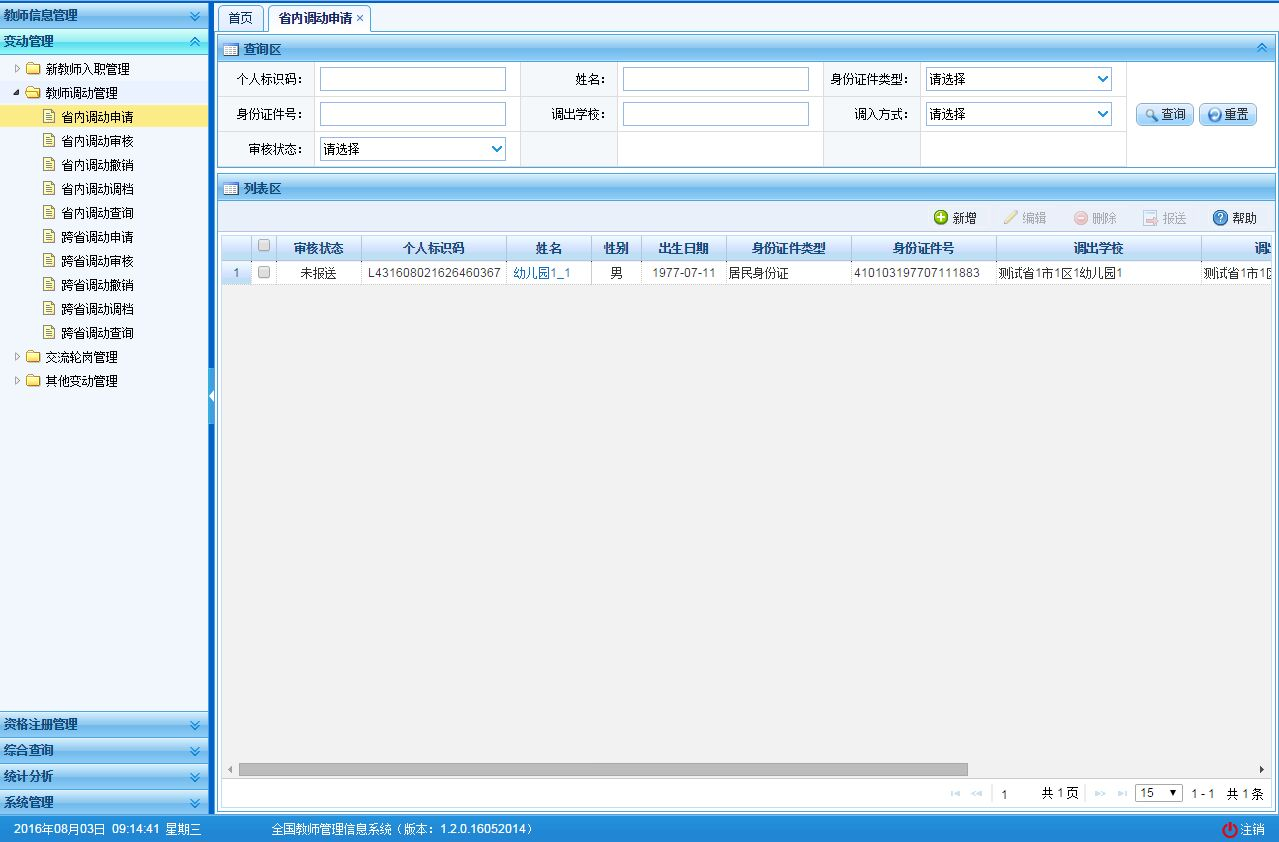 教师信息管理
变动管理
新教师入职管理
教师调动管理
省内调动申请
省内调动审核
省内调动撤销
省内调动调档
省内调动查询
跨省调动申请
跨省调动审核
跨省调动撤销
跨省调动调档
跨省调动查询
交流轮岗管理
其他变动管理
资格注册管理
综合查询
统计分析
系统管理
首页 省内调动申请 ×
查询区
个人标识码： 姓名： 身份证件类型： 请选择
身份证件号： 调出学校： 调入方式： 请选择 查询 重置
审核状态： 请选择
列表区
新增 编辑 删除 报送 帮助
审核状态 个人标识码 姓名 性别 出生日期 身份证件类型 身份证件号 调出学校
1 未报送 L431608021626460367 幼儿园1_1 男 1977-07-11 居民身份证 410103197707111883 测试省1市1区1幼儿园1 测试省1市1区
1 共 1 页 15 1 - 1 共 1 条
2016年08月03日 09:14:41 星期三 全国教师管理信息系统（版本：1.2.0.16052014） 注销